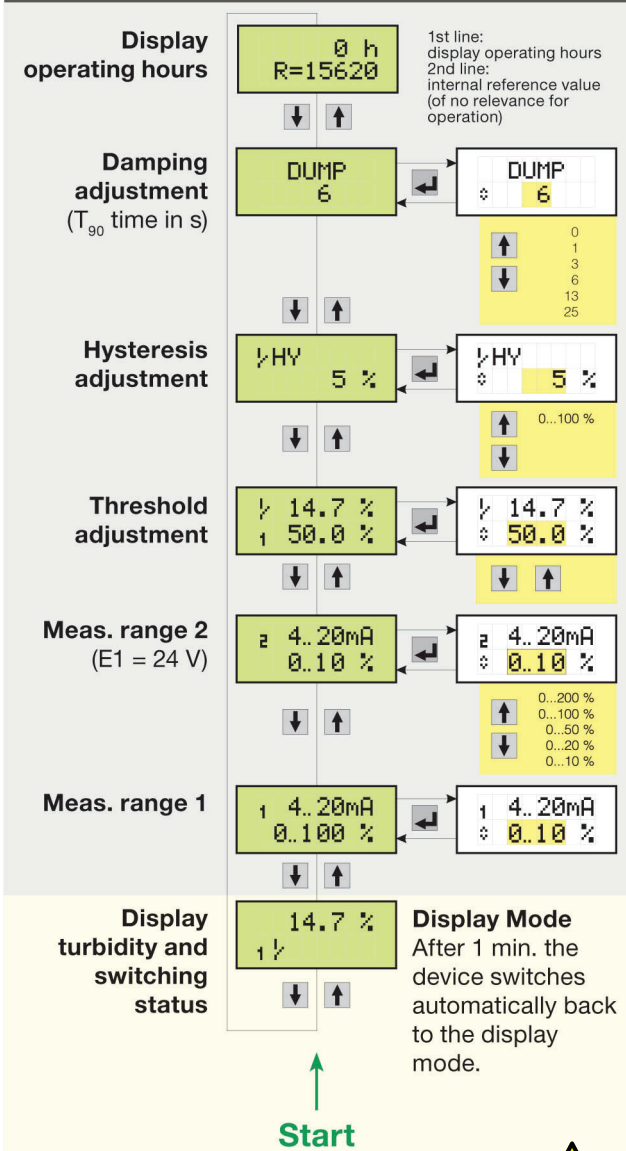 Display
operating hours
0 h
R=15620
1st line:
display operating hours
2nd line:
internal reference value
(of no relevance for
operation)
Damping
adjustment
(T90 time in s)
DUMP
6
DUMP
6
0
1
3
6
13
25
Hysteresis
adjustment
HY
5 %
HY
5 %
0...100 %
Threshold
adjustment
14.7 %
1 50.0 %
14.7 %
50.0 %
Meas. range 2
(E1 = 24 V)
2 4..20mA
0..10 %
2 4..20mA
0..10 %
0...200 %
0...100 %
0...50 %
0...20 %
0...10 %
Meas. range 1
1 4..20mA
0..100 %
1 4..20mA
0..10 %
Display
turbidity and
switching
status
14.7 %
1
Display Mode
After 1 min. the
device switches
automatically back
to the display
mode.
Start